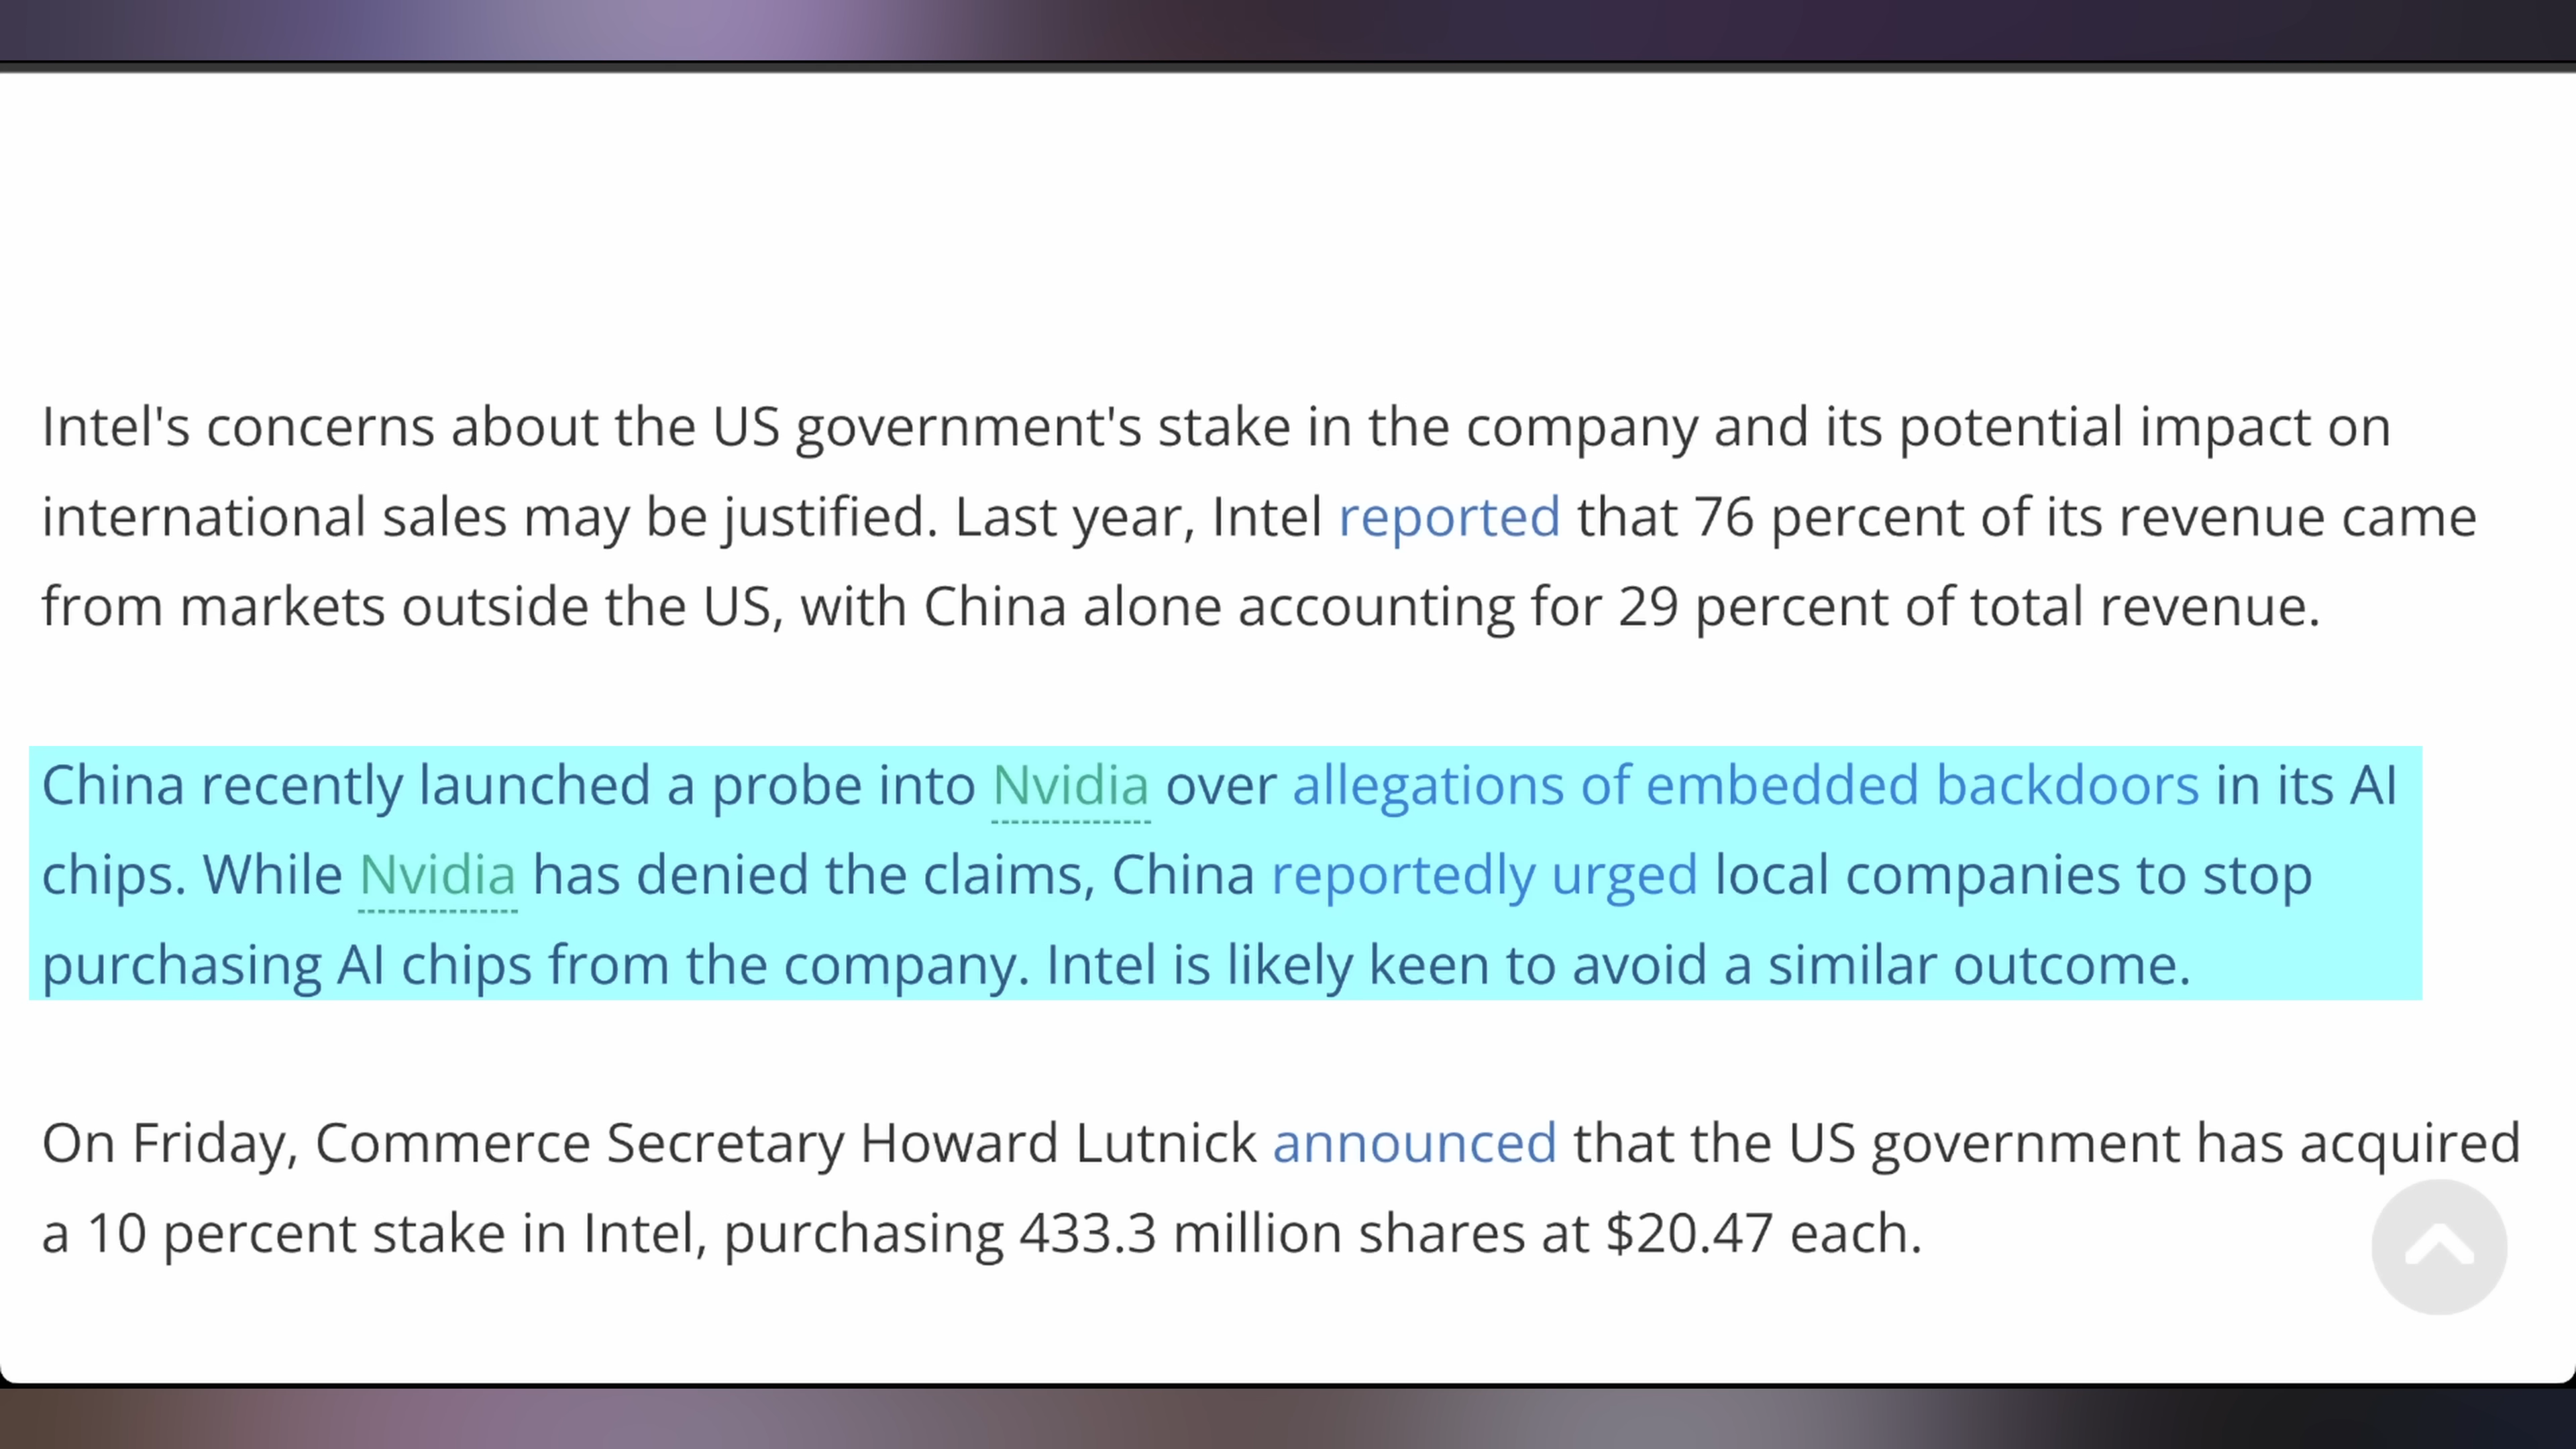 Intel's concerns about the US government's stake in the company and its potential impact on
international sales may be justified. Last year, Intel reported that 76 percent of its revenue came
from markets outside the US, with China alone accounting for 29 percent of total revenue.
China recently launched a probe into Nvidia over allegations of embedded backdoors in its AI
chips. While Nvidia has denied the claims, China reportedly urged local companies to stop
purchasing AI chips from the company. Intel is likely keen to avoid a similar outcome.
On Friday, Commerce Secretary Howard Lutnick announced that the US government has acquired
a 10 percent stake in Intel, purchasing 433.3 million shares at $20.47 each.